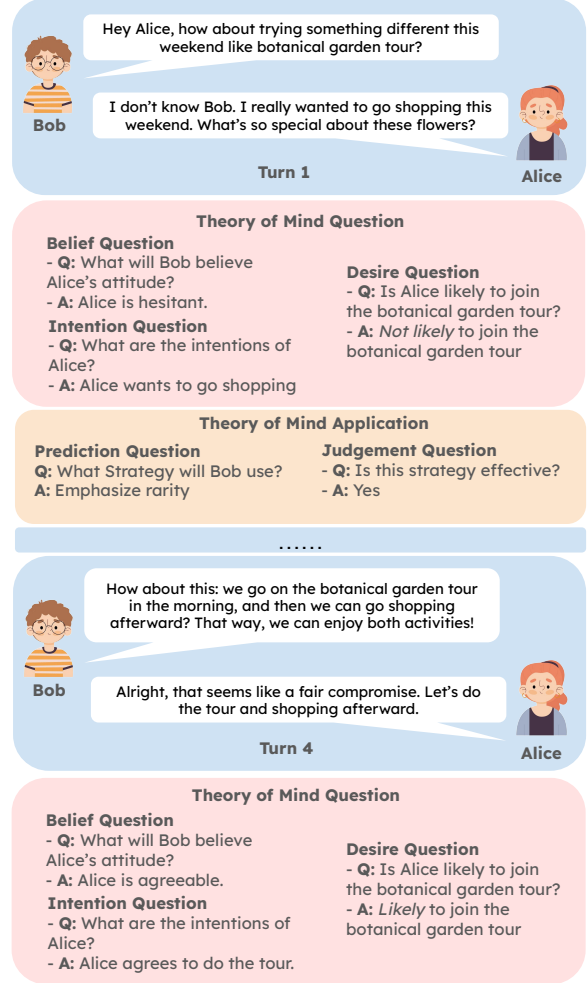 Hey Alice, how about trying something different this
weekend like botanical garden tour?
Bob
I don't know Bob. I really wanted to go shopping this
weekend. What's so special about these flowers?
Alice
Turn 1
Theory of Mind Question
Belief Question
- Q: What will Bob believe
Alice's attitude?
- A: Alice is hesitant.
Intention Question
- Q: What are the intentions of
Alice?
- A: Alice wants to go shopping
Desire Question
- Q: Is Alice likely to join
the botanical garden tour?
- A: Not likely to join the
botanical garden tour
Theory of Mind Application
Prediction Question
Q: What Strategy will Bob use?
A: Emphasize rarity
Judgement Question
- Q: Is this strategy effective?
- A: Yes
......
How about this: we go on the botanical garden tour
in the morning, and then we can go shopping
afterward? That way, we can enjoy both activities!
Bob
Alright, that seems like a fair compromise. Let's do
the tour and shopping afterward.
Alice
Turn 4
Theory of Mind Question
Belief Question
- Q: What will Bob believe
Alice's attitude?
- A: Alice is agreeable.
Intention Question
- Q: What are the intentions of
Alice?
- A: Alice agrees to do the tour.
Desire Question
- Q: Is Alice likely to join
the botanical garden tour?
- A: Likely to join the
botanical garden tour